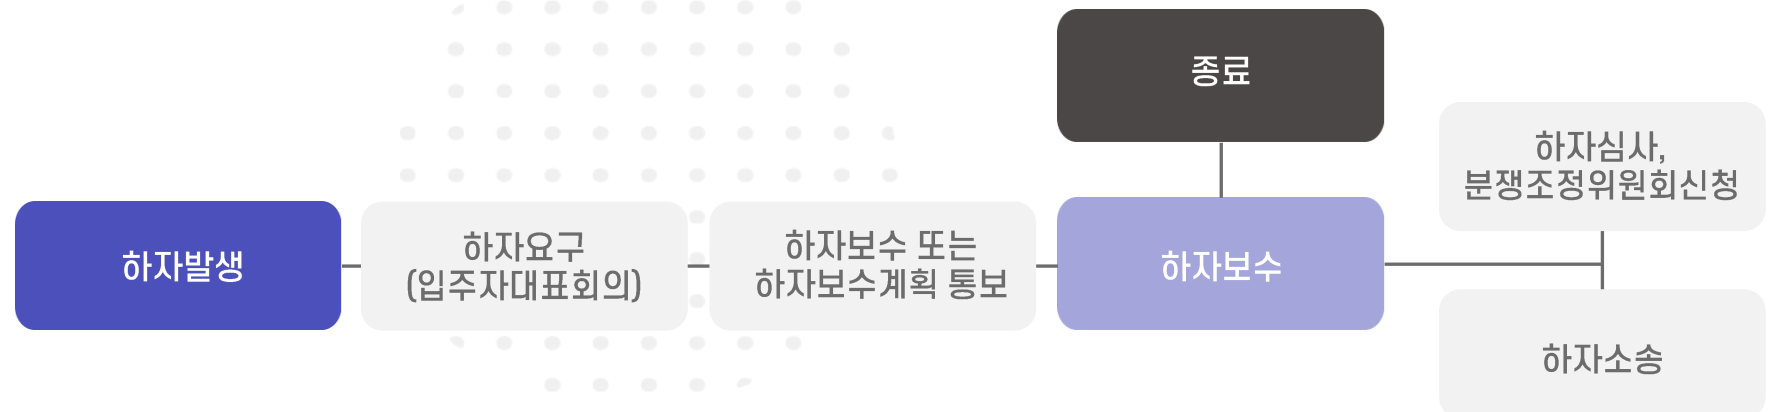 하자발생
하자요구
(입주자대표회의)
하자보수 또는
하자보수계획 통보
종료
하자보수
하자심사,
분쟁조정위원회신청
하자소송